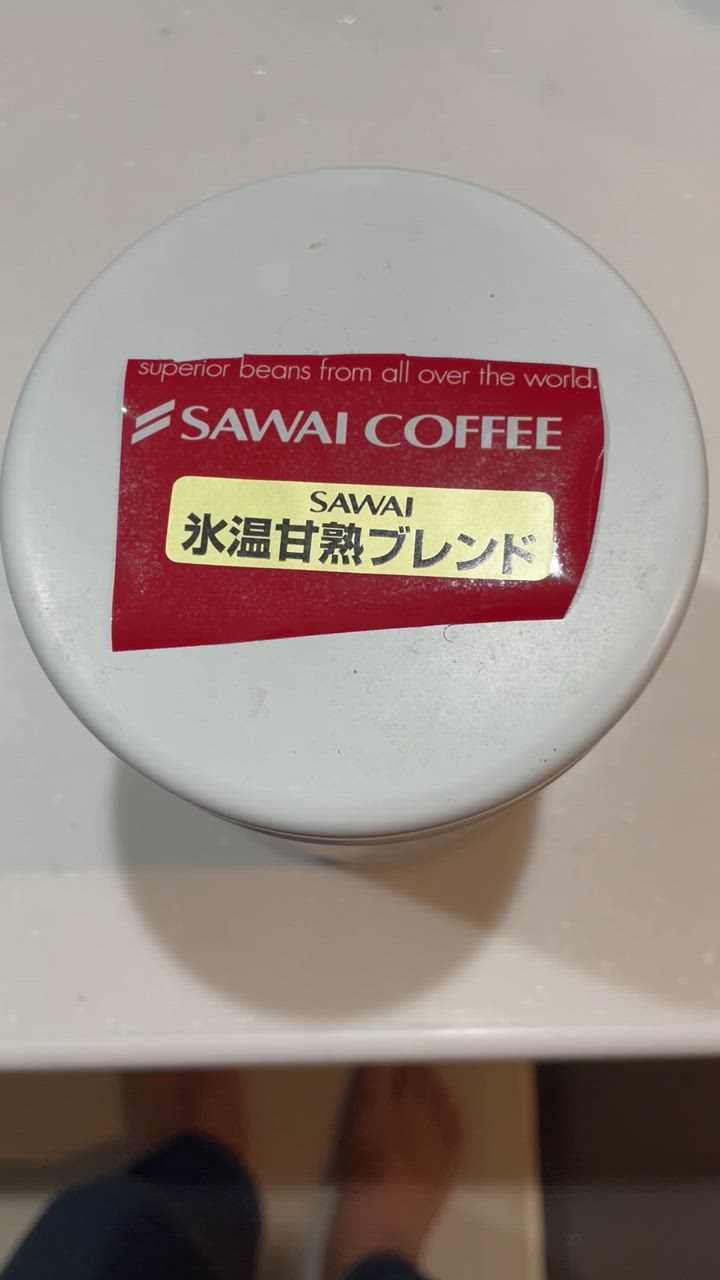 superior beans from all over the world.
SAWAI COFFEE
SAWAI
氷温甘熟ブレンド